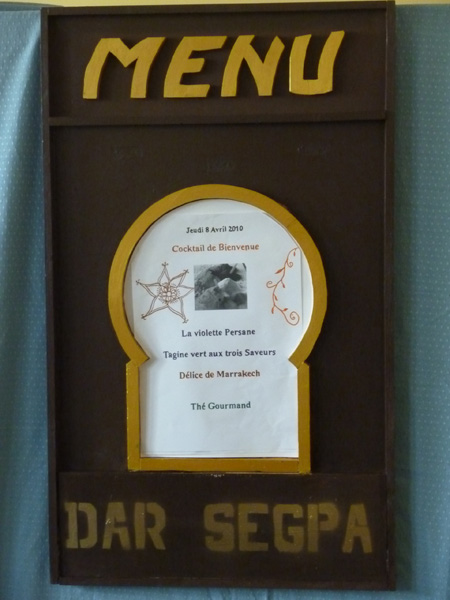 MENU
Jeudi 8 Avril 2010
Cocktail de Bienvenue
La violette Persane
Tagine vert aux trois Saveurs
Délice de Marrakech
Thé Gourmand
DAR SEGPA